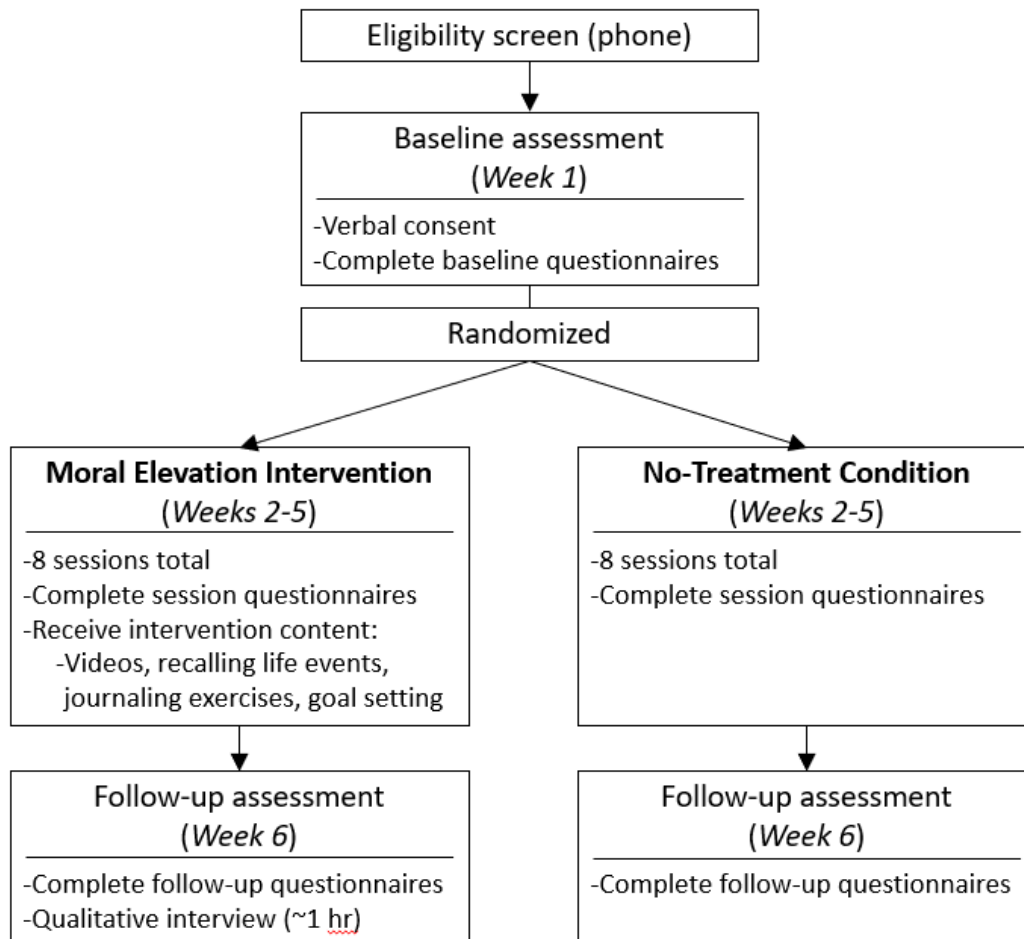 Eligibility screen (phone)
Baseline assessment
(Week 1)
-Verbal consent
-Complete baseline questionnaires
Randomized
Moral Elevation Intervention
(Weeks 2-5)
-8 sessions total
-Complete session questionnaires
-Receive intervention content:
-Videos, recalling life events,
journaling exercises, goal setting
No-Treatment Condition
(Weeks 2-5)
-8 sessions total
-Complete session questionnaires
Follow-up assessment
(Week 6)
-Complete follow-up questionnaires
-Qualitative interview (~1 hr)
Follow-up assessment
(Week 6)
-Complete follow-up questionnaires